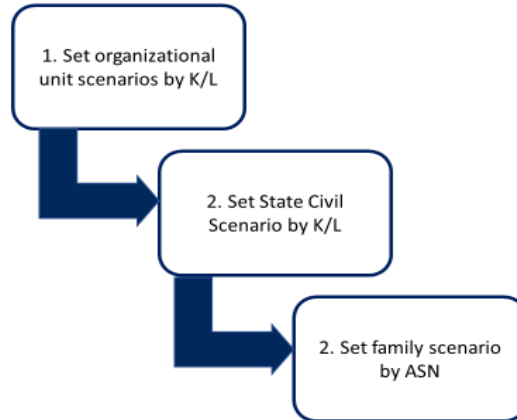 1. Set organizational
unit scenarios by K/L
2. Set State Civil
Scenario by K/L
2. Set family scenario
by ASN